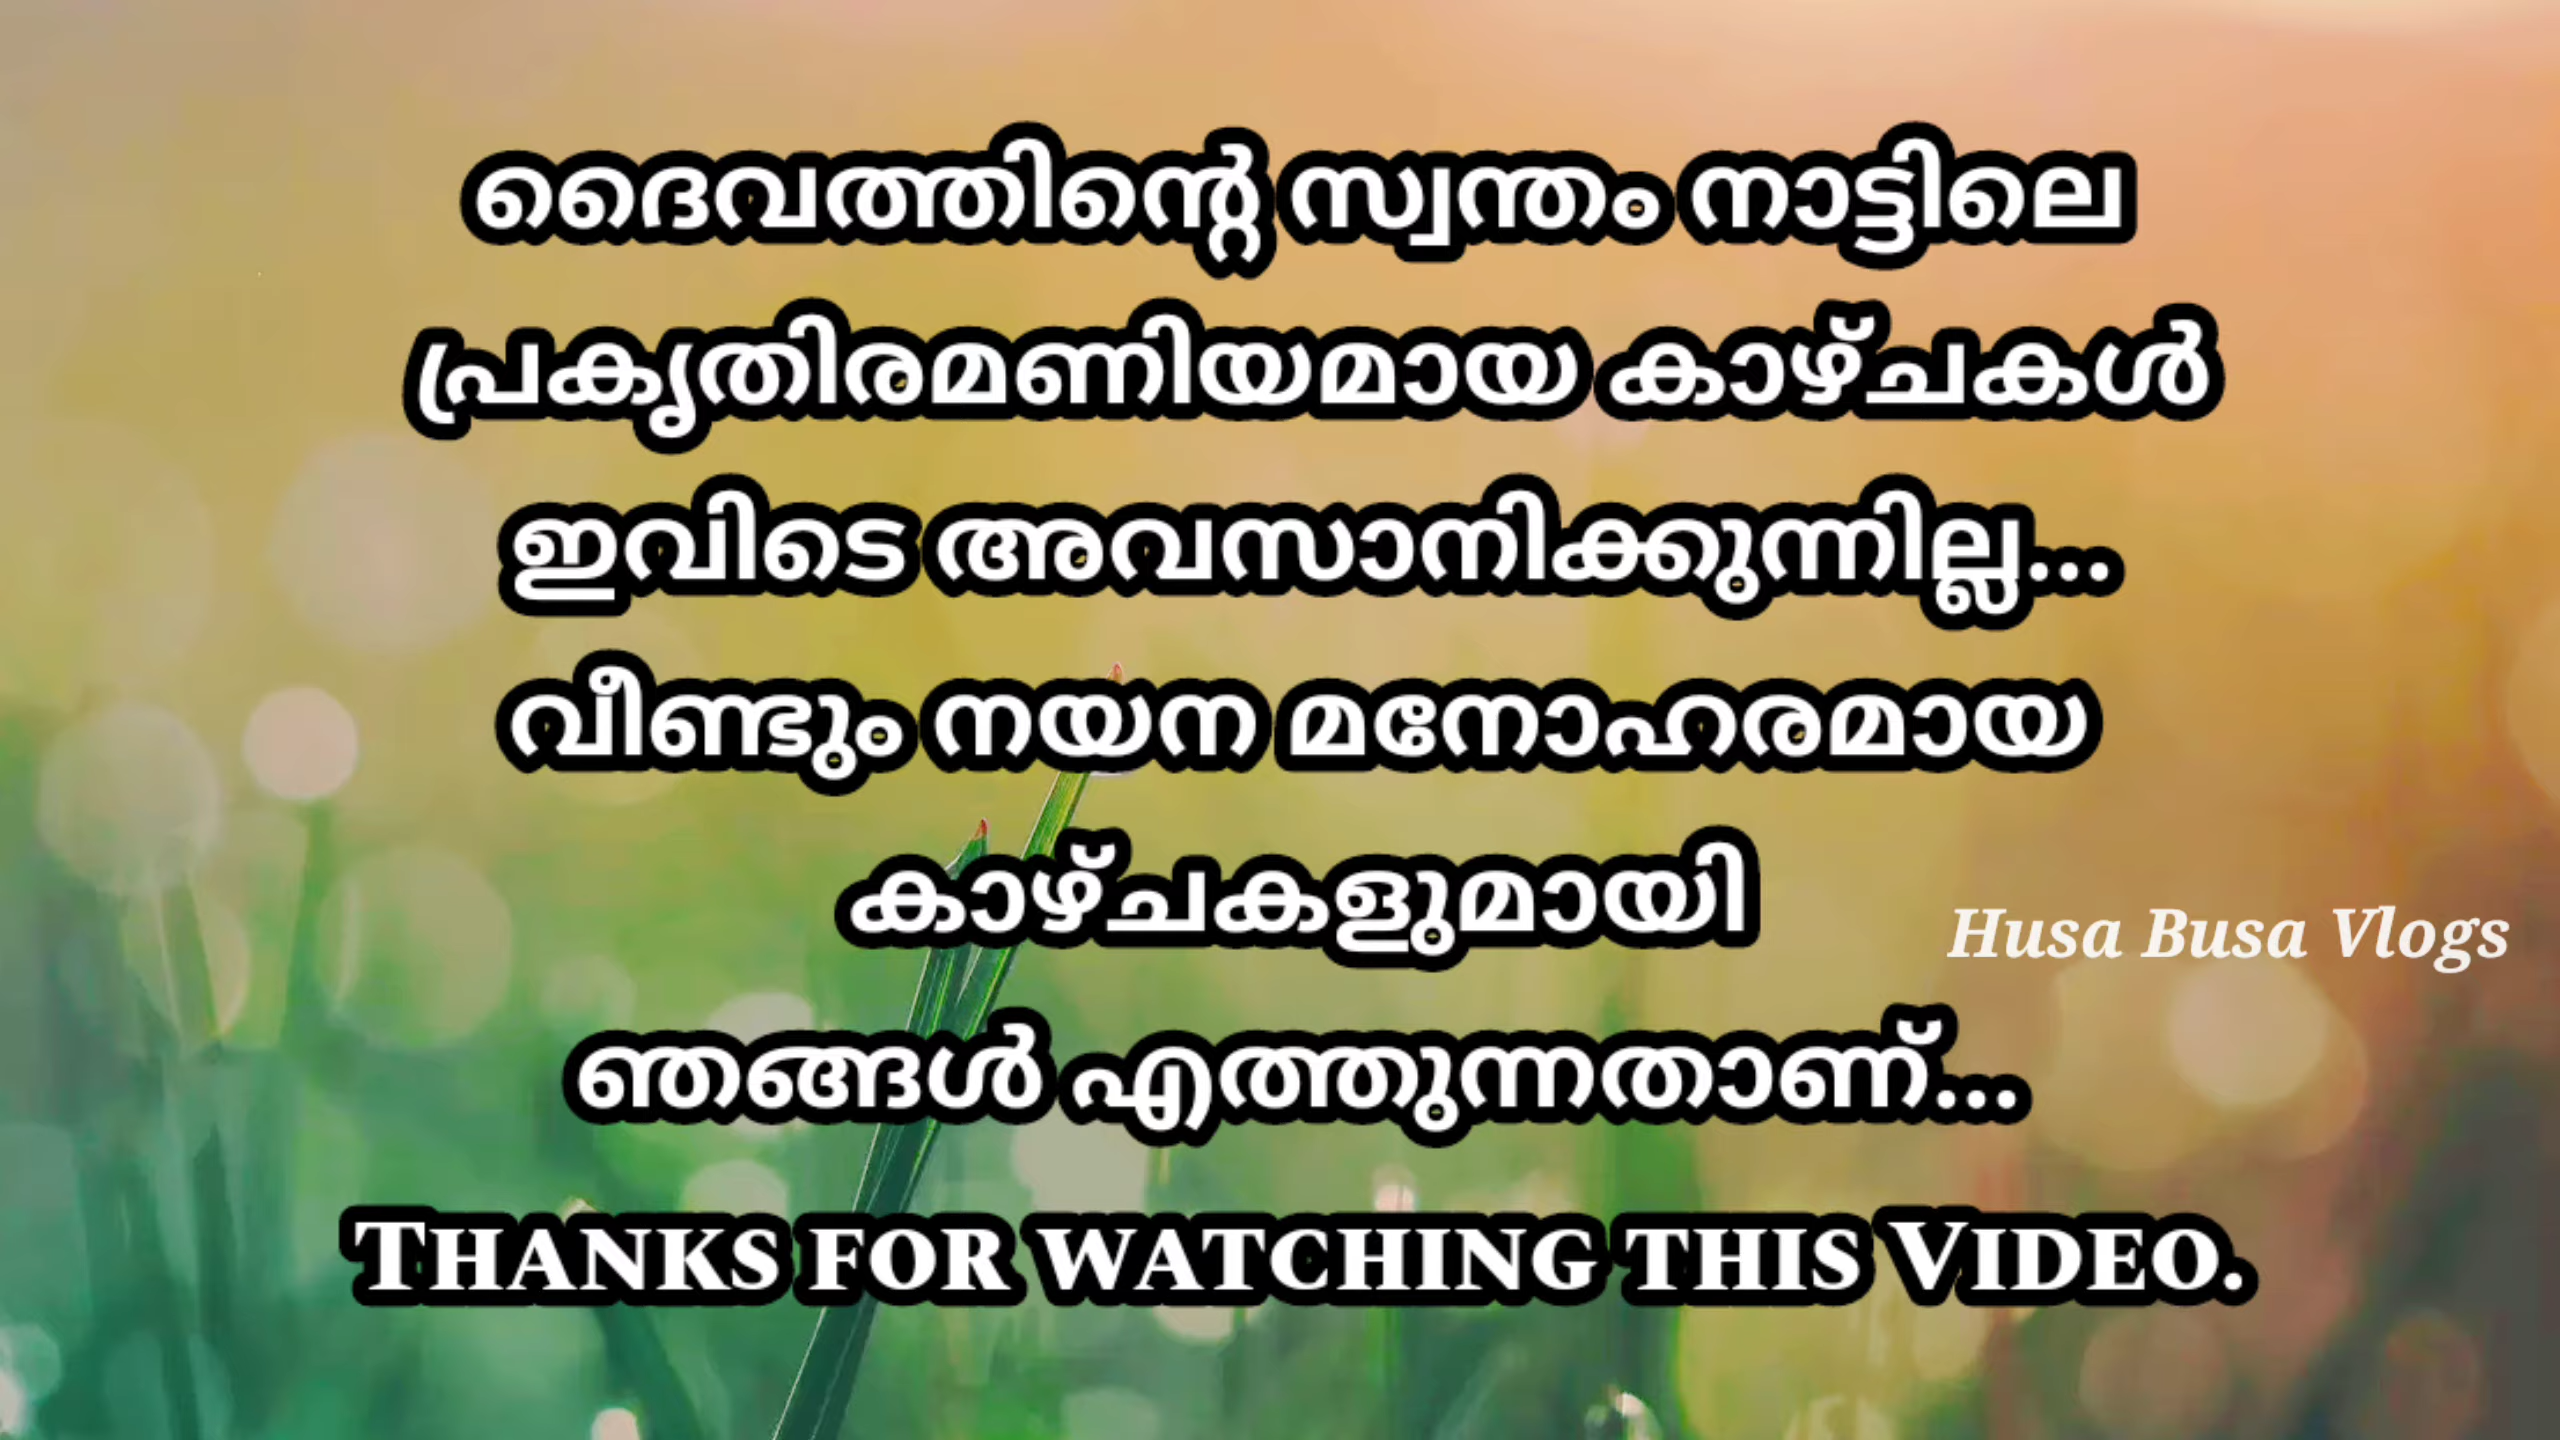 ദൈവത്തിന്റെ സ്വന്തം നാട്ടിലെ
പ്രകൃതിരമണിയമായ കാഴ്ചകൾ
ഇവിടെ അവസാനിക്കുന്നില്ല...
വീണ്ടും നയന മനോഹരമായ
കാഴ്ചകളുമായി
Husa Busa Vlogs
ഞങ്ങൾ എത്തുന്നതാണ്...
Thanks for watching this Video.